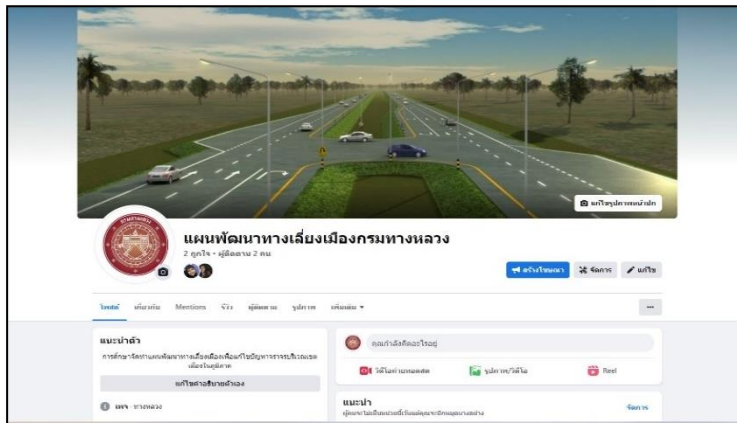 แก้ไขรูปภาพหน้าปก
กรมทางหลวง
แผนพัฒนาทางเลี่ยงเมืองกรมทางหลวง
2 ถูกใจ • ผู้ติดตาม 2 คน
สร้างโฆษณา
จัดการ
แก้ไข
โพสต์ เกี่ยวกับ Mentions รีวิว ผู้ติดตาม รูปภาพ เพิ่มเติม
แนะนำตัว
การศึกษาจัดทำแผนพัฒนาทางเลี่ยงเมืองเพื่อแก้ไขปัญหาจราจรบริเวณเขต
เมืองในภูมิภาค
แก้ไขคำอธิบายตัวเอง
เพจ · ทางหลวง
คุณกำลังคิดอะไรอยู่
วิดีโอถ่ายทอดสด
รูปภาพ/วิดีโอ
Reel
แนะนำ
จัดการ